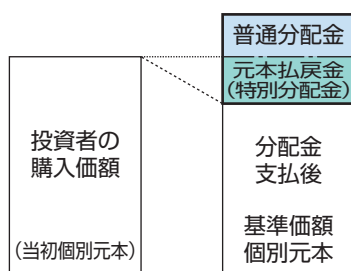 普通分配金
元本払戻金
(特別分配金)
投資者の
購入価額
(当初個別元本)
分配金
支払後
基準価額
個別元本